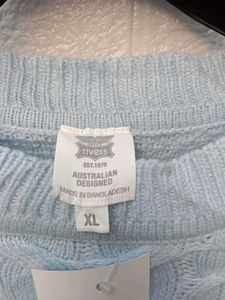 rivers
EST.1979
AUSTRALIAN
DESIGNED
MADE IN BANGLADESH
XL